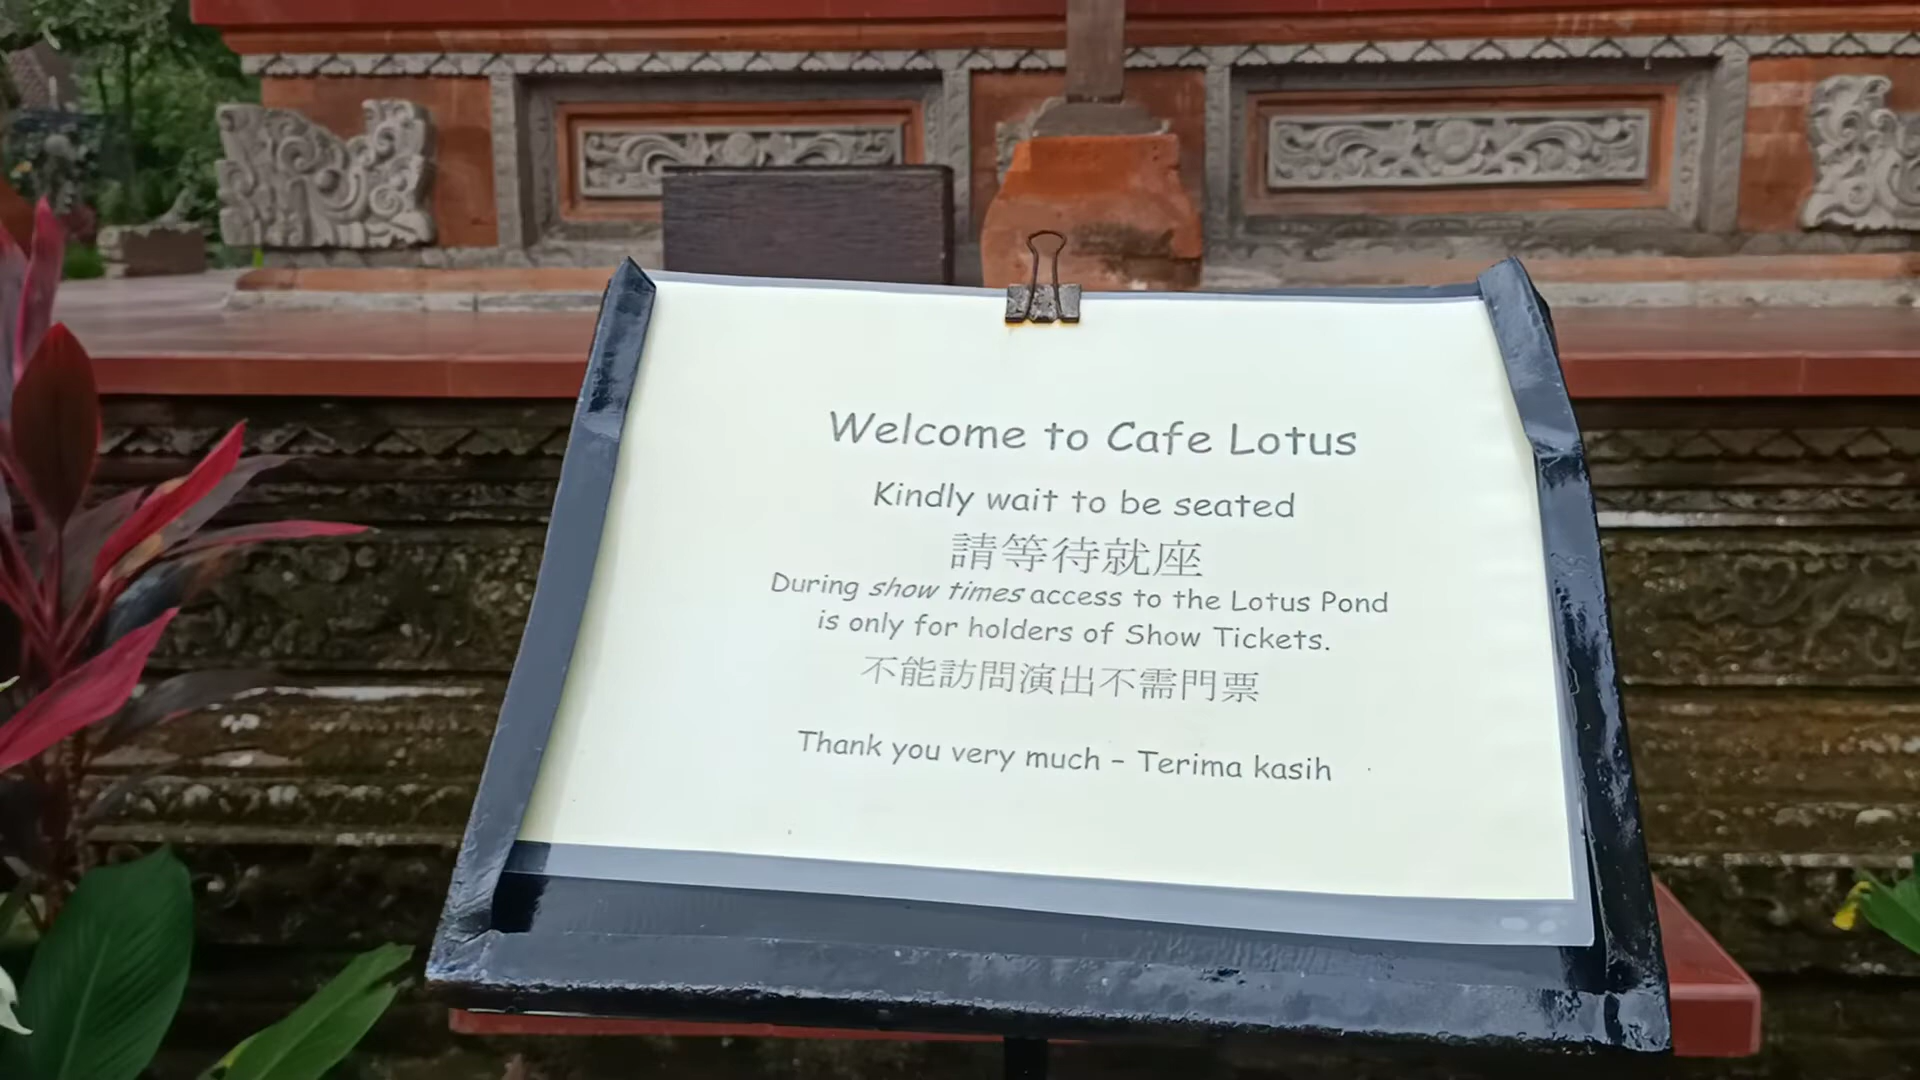 Welcome to Cafe Lotus
Kindly wait to be seated
請等待就座
During show times access to the Lotus Pond
is only for holders of Show Tickets.
不能訪問演出不需門票
Thank you very much – Terima kasih